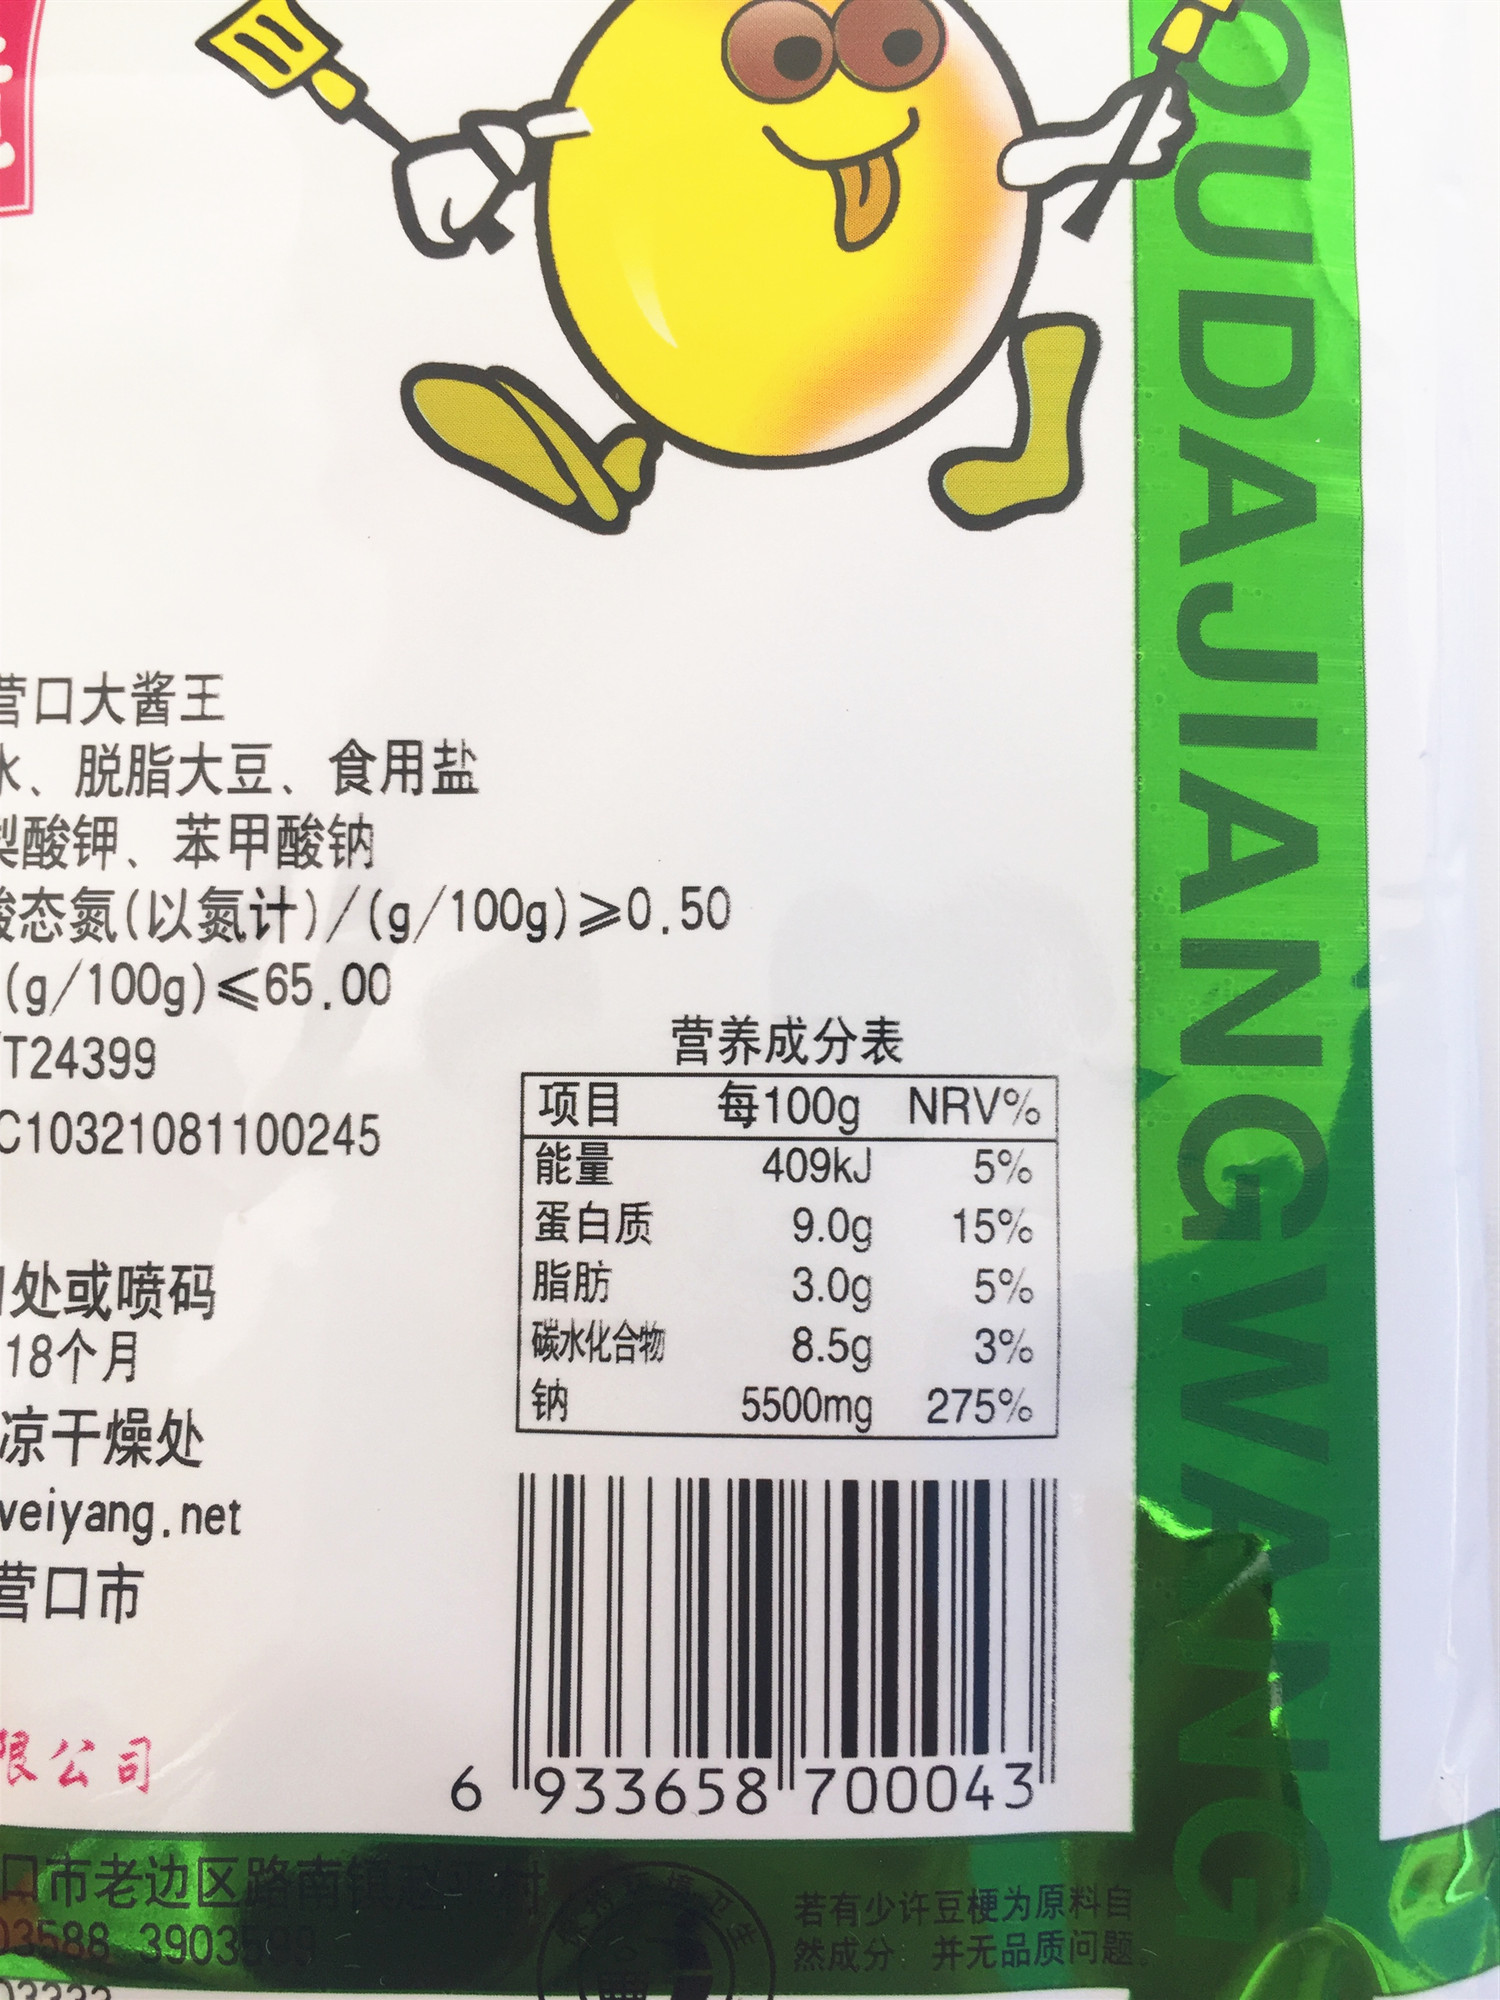 OUDAJIANGWANG
营口大酱王
水、脱脂大豆、食用盐
梨酸钾、苯甲酸钠
酸态氮(以氮计)/(g/100g)≥0.50
(g/100g)≤65.00
T24399
C10321081100245
处或喷码
18个月
凉干燥处
weiyang.net
营口市
限公司
营养成分表
项目 每100g NRV%
能量 409kJ 5%
蛋白质 9.0g 15%
脂肪 3.0g 5%
碳水化合物 8.5g 3%
钠 5500mg 275%
6 933658 700043
口市老边区路南镇
03588 3903
若有少许豆梗为原料自
然成分 并无品质问题。